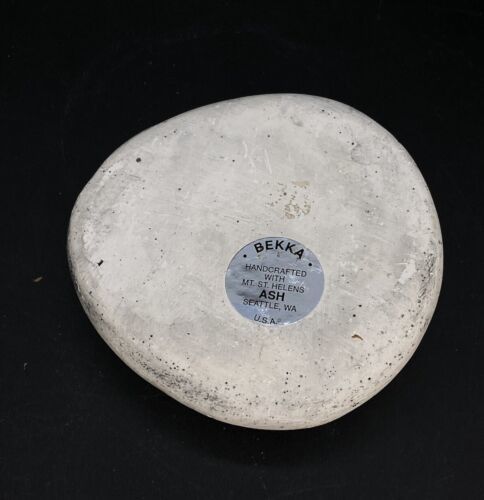 • BEKKA •
HANDCRAFTED
WITH
MT. ST. HELENS
ASH
SEATTLE, WA
U.S.A.